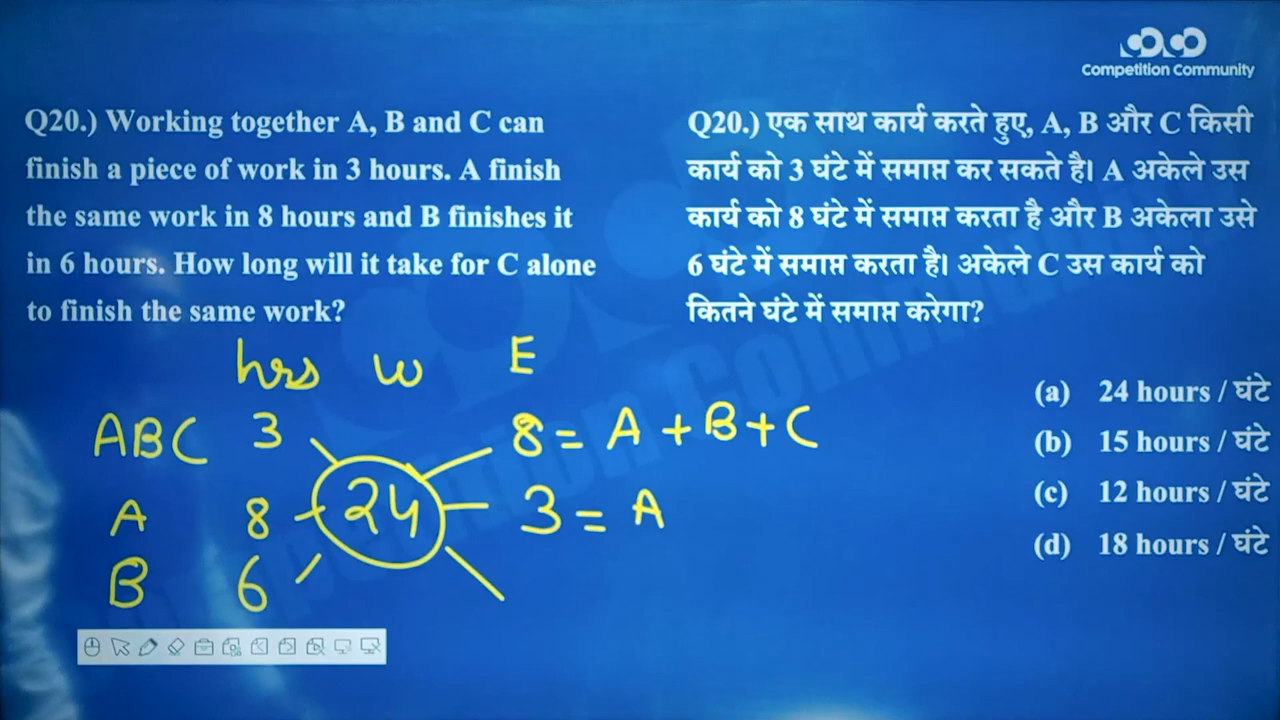 Competition Community
Q20.) Working together A, B and C can
finish a piece of work in 3 hours. A finish
the same work in 8 hours and B finishes it
in 6 hours. How long will it take for C alone
to finish the same work?
Q20.) एक साथ कार्य करते हुए, A, B और C किसी
कार्य को 3 घंटे में समाप्त कर सकते है। A अकेले उस
कार्य को 8 घंटे में समाप्त करता है और B अकेला उसे
6 घंटे में समाप्त करता है। अकेले C उस कार्य को
कितने घंटे में समाप्त करेगा?
hrs w E
ABC 3 8 = A + B + C
A 8 24 3 = A
B 6
(a) 24 hours / घंटे
(b) 15 hours / घंटे
(c) 12 hours / घंटे
(d) 18 hours / घंटे